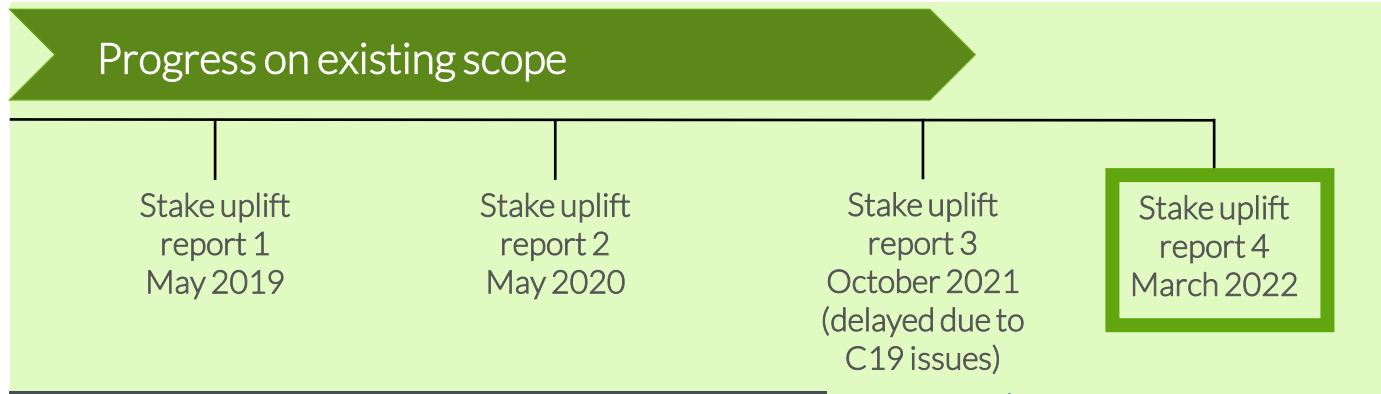 Progress on existing scope
Stake uplift
report 1
May 2019
Stake uplift
report 2
May 2020
Stake uplift
report 3
October 2021
(delayed due to
C19 issues)
Stake uplift
report 4
March 2022